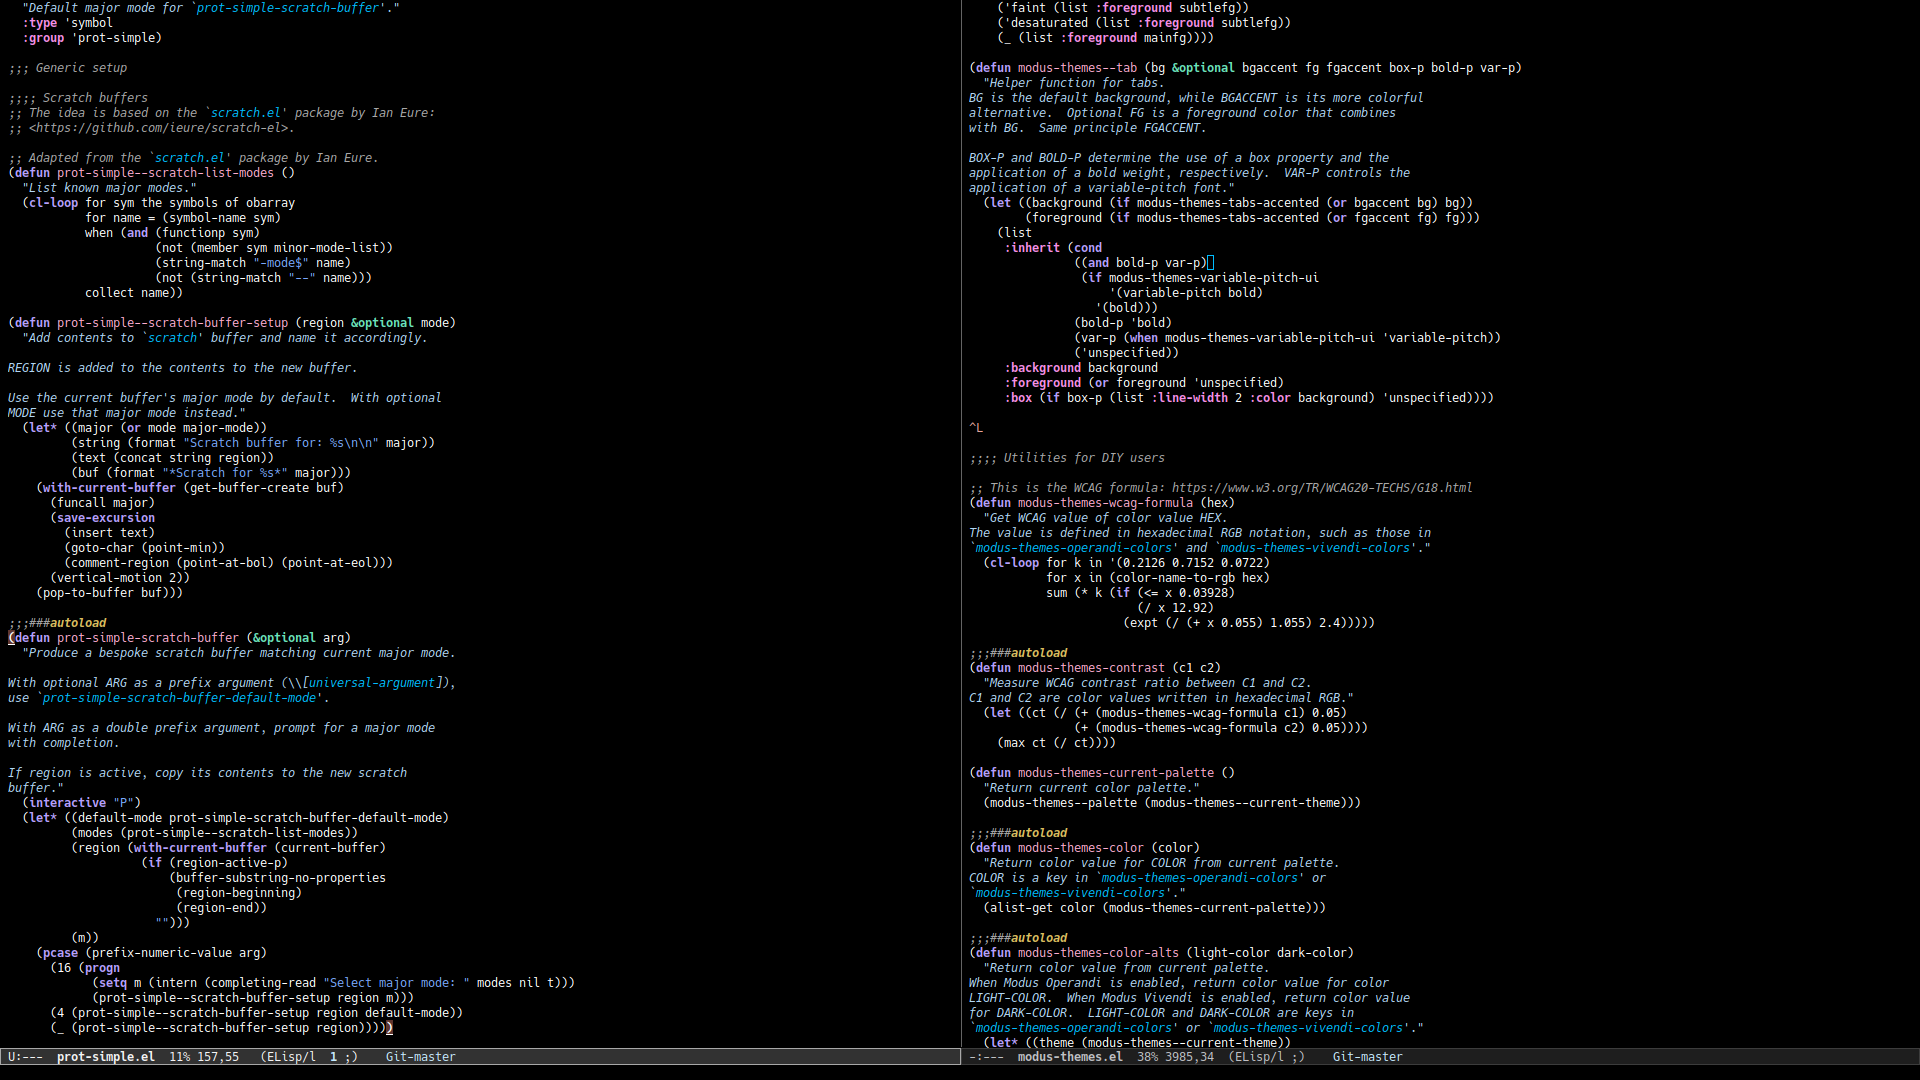 "Default major mode for `prot-simple-scratch-buffer'."
  :type 'symbol
  :group 'prot-simple)

;;; Generic setup

;;;; Scratch buffers
;; The idea is based on the `scratch.el' package by Ian Eure:
;; <https://github.com/ieure/scratch-el>.

;; Adapted from the `scratch.el' package by Ian Eure.
(defun prot-simple--scratch-list-modes ()
  "List known major modes."
  (cl-loop for sym the symbols of obarray
           for name = (symbol-name sym)
           when (and (functionp sym)
                     (not (member sym minor-mode-list))
                     (string-match "-mode$" name)
                     (not (string-match "--" name)))
           collect name))

(defun prot-simple--scratch-buffer-setup (region &optional mode)
  "Add contents to `scratch' buffer and name it accordingly.

REGION is added to the contents to the new buffer.

Use the current buffer's major mode by default.  With optional
MODE use that major mode instead."
  (let* ((major (or mode major-mode))
         (string (format "Scratch buffer for: %s\n\n" major))
         (text (concat string region))
         (buf (format "*Scratch for %s*" major)))
    (with-current-buffer (get-buffer-create buf)
      (funcall major)
      (save-excursion
        (insert text)
        (goto-char (point-min))
        (comment-region (point-at-bol) (point-at-eol)))
      (vertical-motion 2))
    (pop-to-buffer buf)))

;;;###autoload
(defun prot-simple-scratch-buffer (&optional arg)
  "Produce a bespoke scratch buffer matching current major mode.

With optional ARG as a prefix argument (\\[universal-argument]),
use `prot-simple-scratch-buffer-default-mode'.

With ARG as a double prefix argument, prompt for a major mode
with completion.

If region is active, copy its contents to the new scratch
buffer."
  (interactive "P")
  (let* ((default-mode prot-simple-scratch-buffer-default-mode)
         (modes (prot-simple--scratch-list-modes))
         (region (with-current-buffer (current-buffer)
                   (if (region-active-p)
                       (buffer-substring-no-properties
                        (region-beginning)
                        (region-end))
                     "")))
         (m))
    (pcase (prefix-numeric-value arg)
      (16 (progn
            (setq m (intern (completing-read "Select major mode: " modes nil t)))
            (prot-simple--scratch-buffer-setup region m)))
      (4 (prot-simple--scratch-buffer-setup region default-mode))
      (_ (prot-simple--scratch-buffer-setup region)))))
U:---  prot-simple.el  11% 157,55   (ELisp/l  1 ;)    Git-master
    ('faint (list :foreground subtlefg))
    ('desaturated (list :foreground subtlefg))
    (_ (list :foreground mainfg))))

(defun modus-themes--tab (bg &optional bgaccent fg fgaccent box-p bold-p var-p)
  "Helper function for tabs.
BG is the default background, while BGACCENT is its more colorful
alternative.  Optional FG is a foreground color that combines
with BG.  Same principle FGACCENT.

BOX-P and BOLD-P determine the use of a box property and the
application of a bold weight, respectively.  VAR-P controls the
application of a variable-pitch font."
  (let ((background (if modus-themes-tabs-accented (or bgaccent bg) bg))
        (foreground (if modus-themes-tabs-accented (or fgaccent fg) fg)))
    (list
     :inherit (cond
               ((and bold-p var-p)
                (if modus-themes-variable-pitch-ui
                    '(variable-pitch bold)
                  '(bold)))
               (bold-p 'bold)
               (var-p (when modus-themes-variable-pitch-ui 'variable-pitch))
               ('unspecified))
     :background background
     :foreground (or foreground 'unspecified)
     :box (if box-p (list :line-width 2 :color background) 'unspecified))))

^L

;;;; Utilities for DIY users

;; This is the WCAG formula: https://www.w3.org/TR/WCAG20-TECHS/G18.html
(defun modus-themes-wcag-formula (hex)
  "Get WCAG value of color value HEX.
The value is defined in hexadecimal RGB notation, such as those in
`modus-themes-operandi-colors' and `modus-themes-vivendi-colors'."
  (cl-loop for k in '(0.2126 0.7152 0.0722)
           for x in (color-name-to-rgb hex)
           sum (* k (if (<= x 0.03928)
                        (/ x 12.92)
                      (expt (/ (+ x 0.055) 1.055) 2.4)))))

;;;###autoload
(defun modus-themes-contrast (c1 c2)
  "Measure WCAG contrast ratio between C1 and C2.
C1 and C2 are color values written in hexadecimal RGB."
  (let ((ct (/ (+ (modus-themes-wcag-formula c1) 0.05)
               (+ (modus-themes-wcag-formula c2) 0.05))))
    (max ct (/ ct))))

(defun modus-themes-current-palette ()
  "Return current color palette."
  (modus-themes--palette (modus-themes--current-theme)))

;;;###autoload
(defun modus-themes-color (color)
  "Return color value for COLOR from current palette.
COLOR is a key in `modus-themes-operandi-colors' or
`modus-themes-vivendi-colors'."
  (alist-get color (modus-themes-current-palette)))

;;;###autoload
(defun modus-themes-color-alts (light-color dark-color)
  "Return color value from current palette.
When Modus Operandi is enabled, return color value for color
LIGHT-COLOR.  When Modus Vivendi is enabled, return color value
for DARK-COLOR.  LIGHT-COLOR and DARK-COLOR are keys in
`modus-themes-operandi-colors' or `modus-themes-vivendi-colors'."
  (let* ((theme (modus-themes--current-theme))
-:---  modus-themes.el  38% 3985,34  (ELisp/l ;)    Git-master